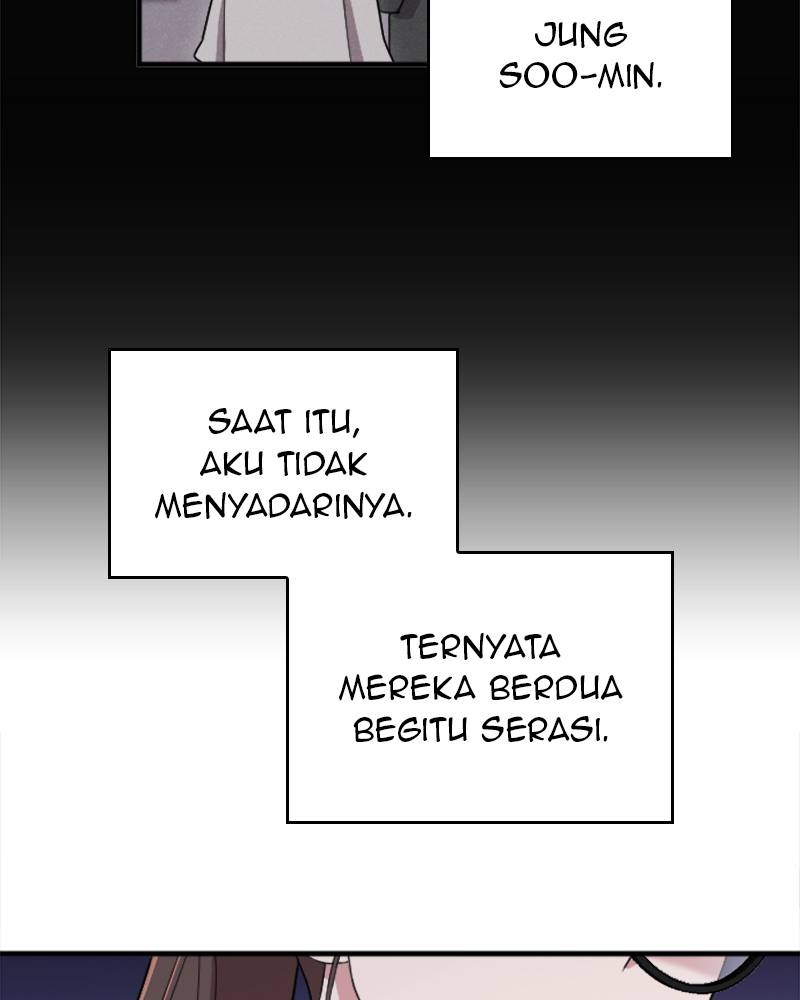 JUNG
SOO-MIN.
SAAT ITU,
AKU TIDAK
MENYADARINYA.
TERNYATA
MEREKA BERDUA
BEGITU SERASI.